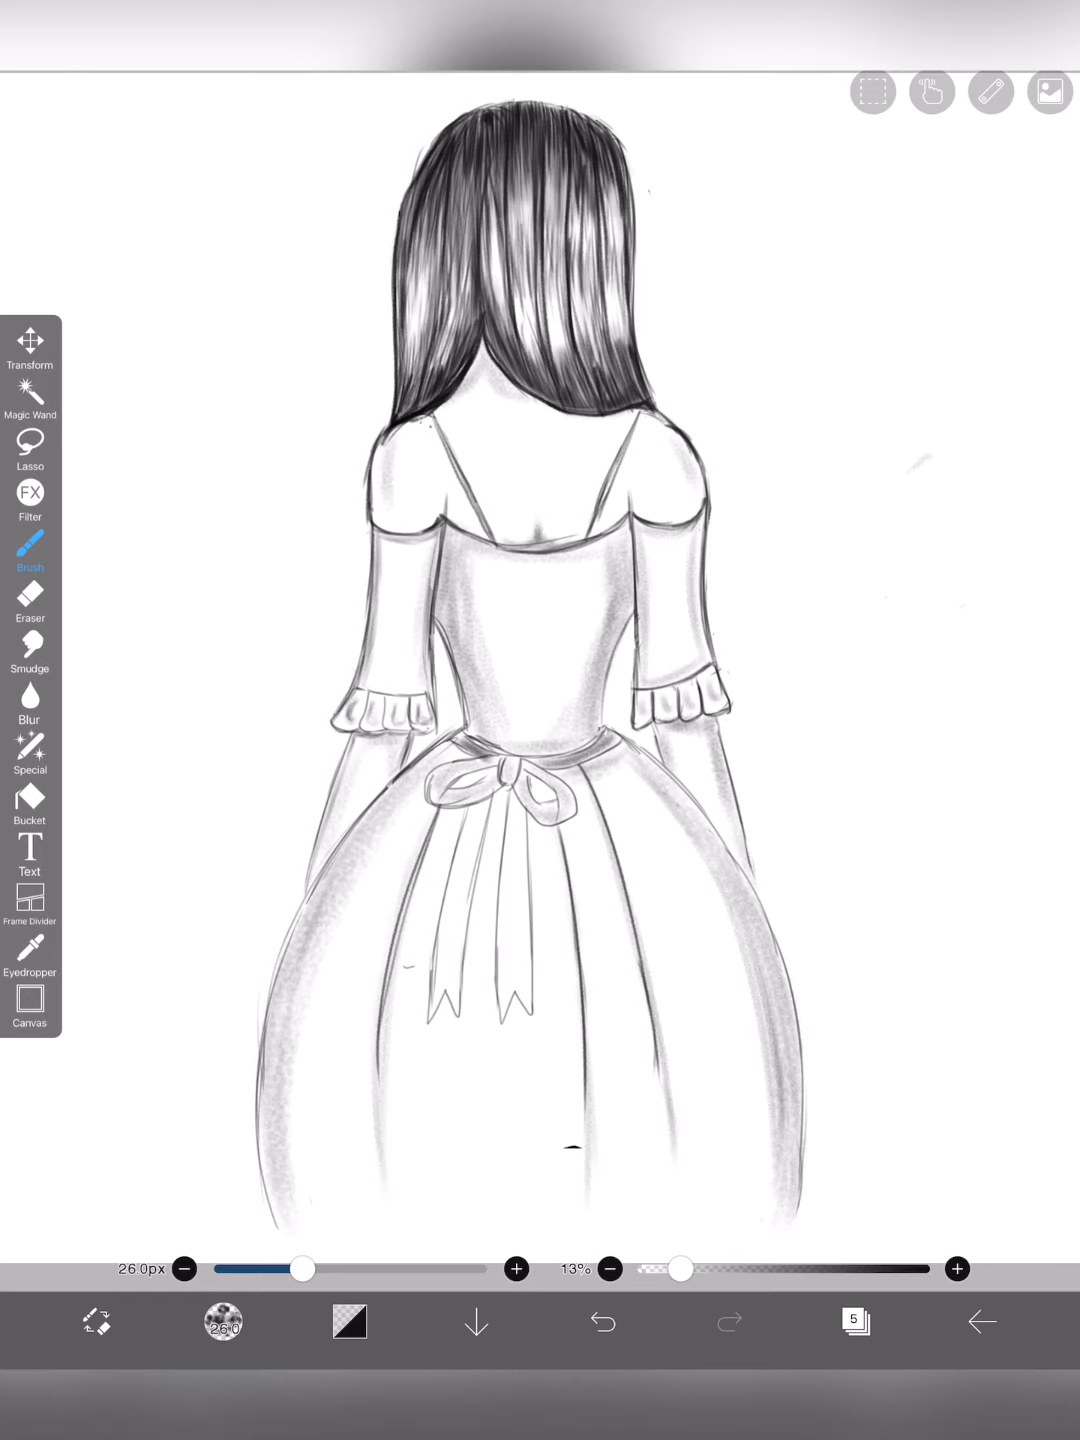 Transform
Magic Wand
Lasso
FX
Filter
Brush
Eraser
Smudge
Blur
Special
Bucket
T
Text
Frame Divider
Eyedropper
Canvas
26.0px
13%
26.0
5